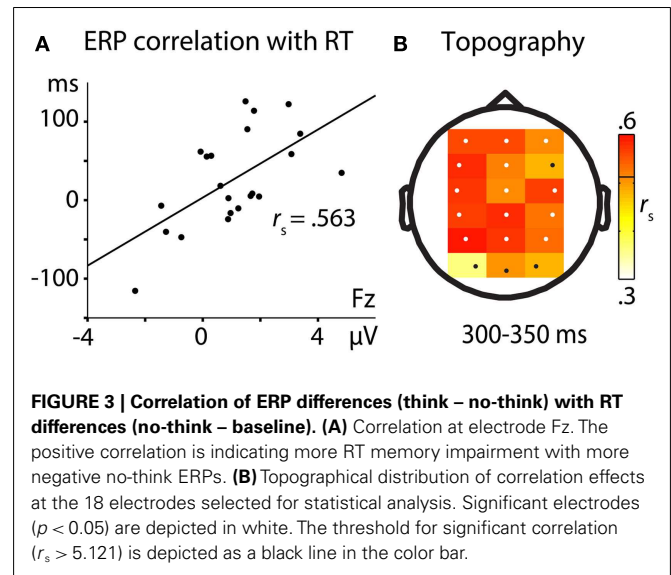 A ERP correlation with RT
B Topography
ms
100
0
-100
r_s = .563
Fz
-4 0 4 μV
.6
r_s
.3
300-350 ms
FIGURE 3 | Correlation of ERP differences (think – no-think) with RT
differences (no-think – baseline). (A) Correlation at electrode Fz. The
positive correlation is indicating more RT memory impairment with more
negative no-think ERPs. (B) Topographical distribution of correlation effects
at the 18 electrodes selected for statistical analysis. Significant electrodes
(p < 0.05) are depicted in white. The threshold for significant correlation
(r_s > 5.121) is depicted as a black line in the color bar.